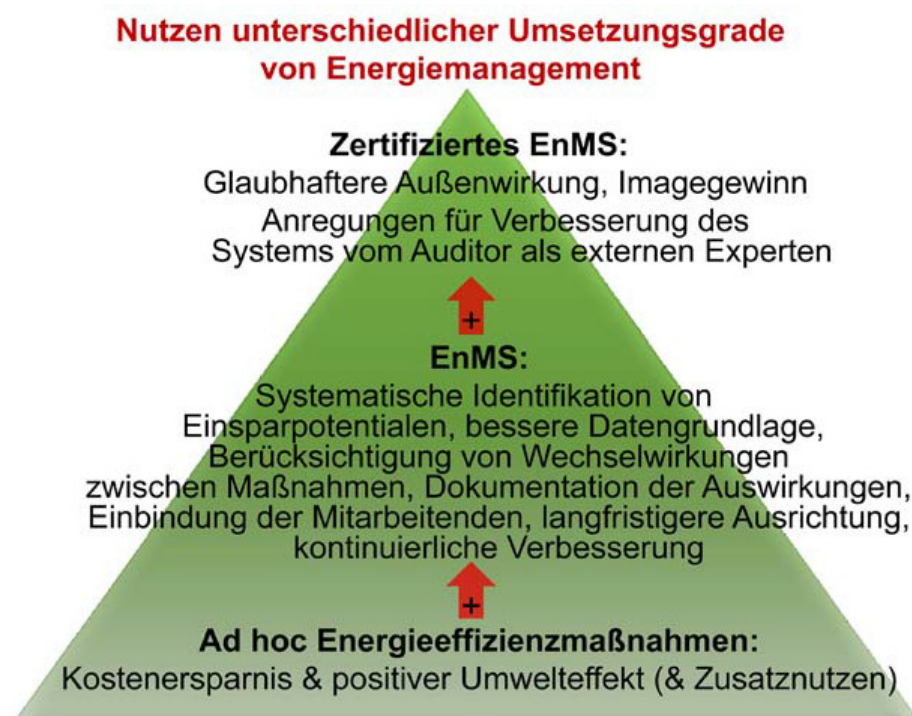 Nutzen unterschiedlicher Umsetzungsgrade
von Energiemanagement
Zertifiziertes EnMS:
Glaubhaftere Außenwirkung, Imagegewinn
Anregungen für Verbesserung des
Systems vom Auditor als externen Experten
+
EnMS:
Systematische Identifikation von
Einsparpotentialen, bessere Datengrundlage,
Berücksichtigung von Wechselwirkungen
zwischen Maßnahmen, Dokumentation der Auswirkungen,
Einbindung der Mitarbeitenden, langfristigere Ausrichtung,
kontinuierliche Verbesserung
+
Ad hoc Energieeffizienzmaßnahmen:
Kostenersparnis & positiver Umwelteffekt (& Zusatznutzen)